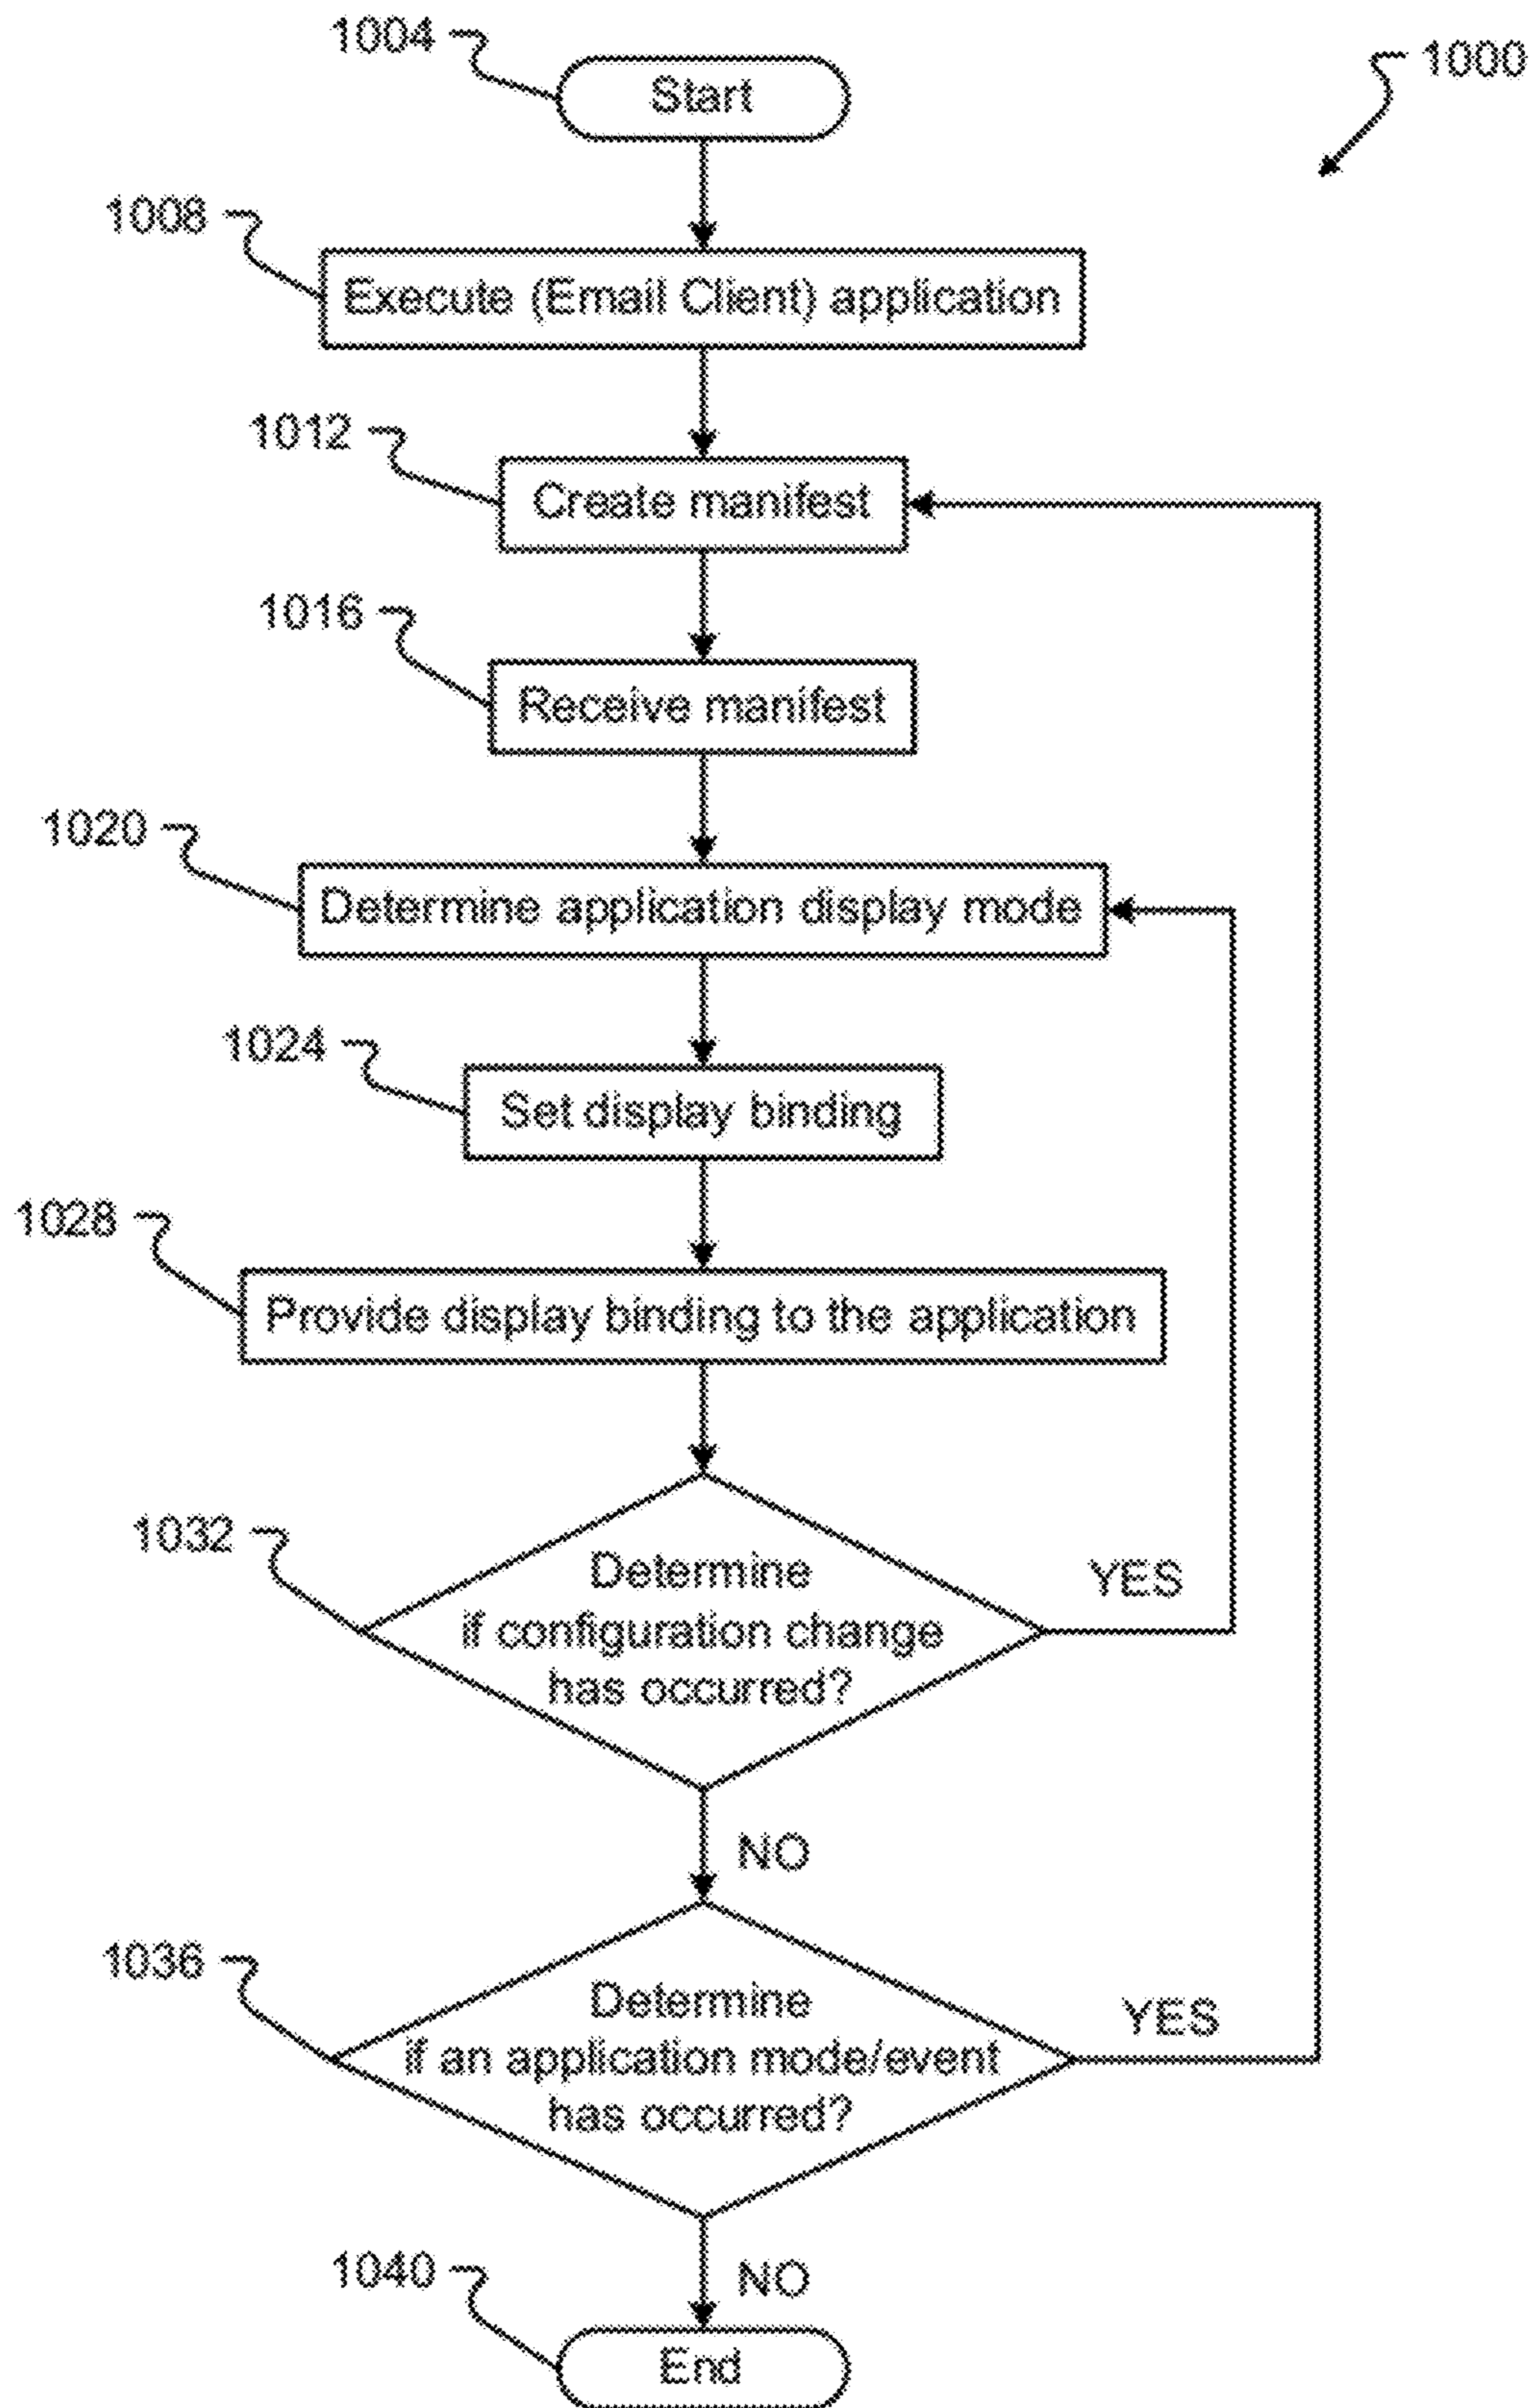 1004
Start
1000
1008
Execute (Email Client) application
1012
Create manifest
1016
Receive manifest
1020
Determine application display mode
1024
Set display binding
1028
Provide display binding to the application
1032
Determine
if configuration change
has occurred?
YES
NO
1036
Determine
if an application mode/event
has occurred?
YES
NO
1040
End